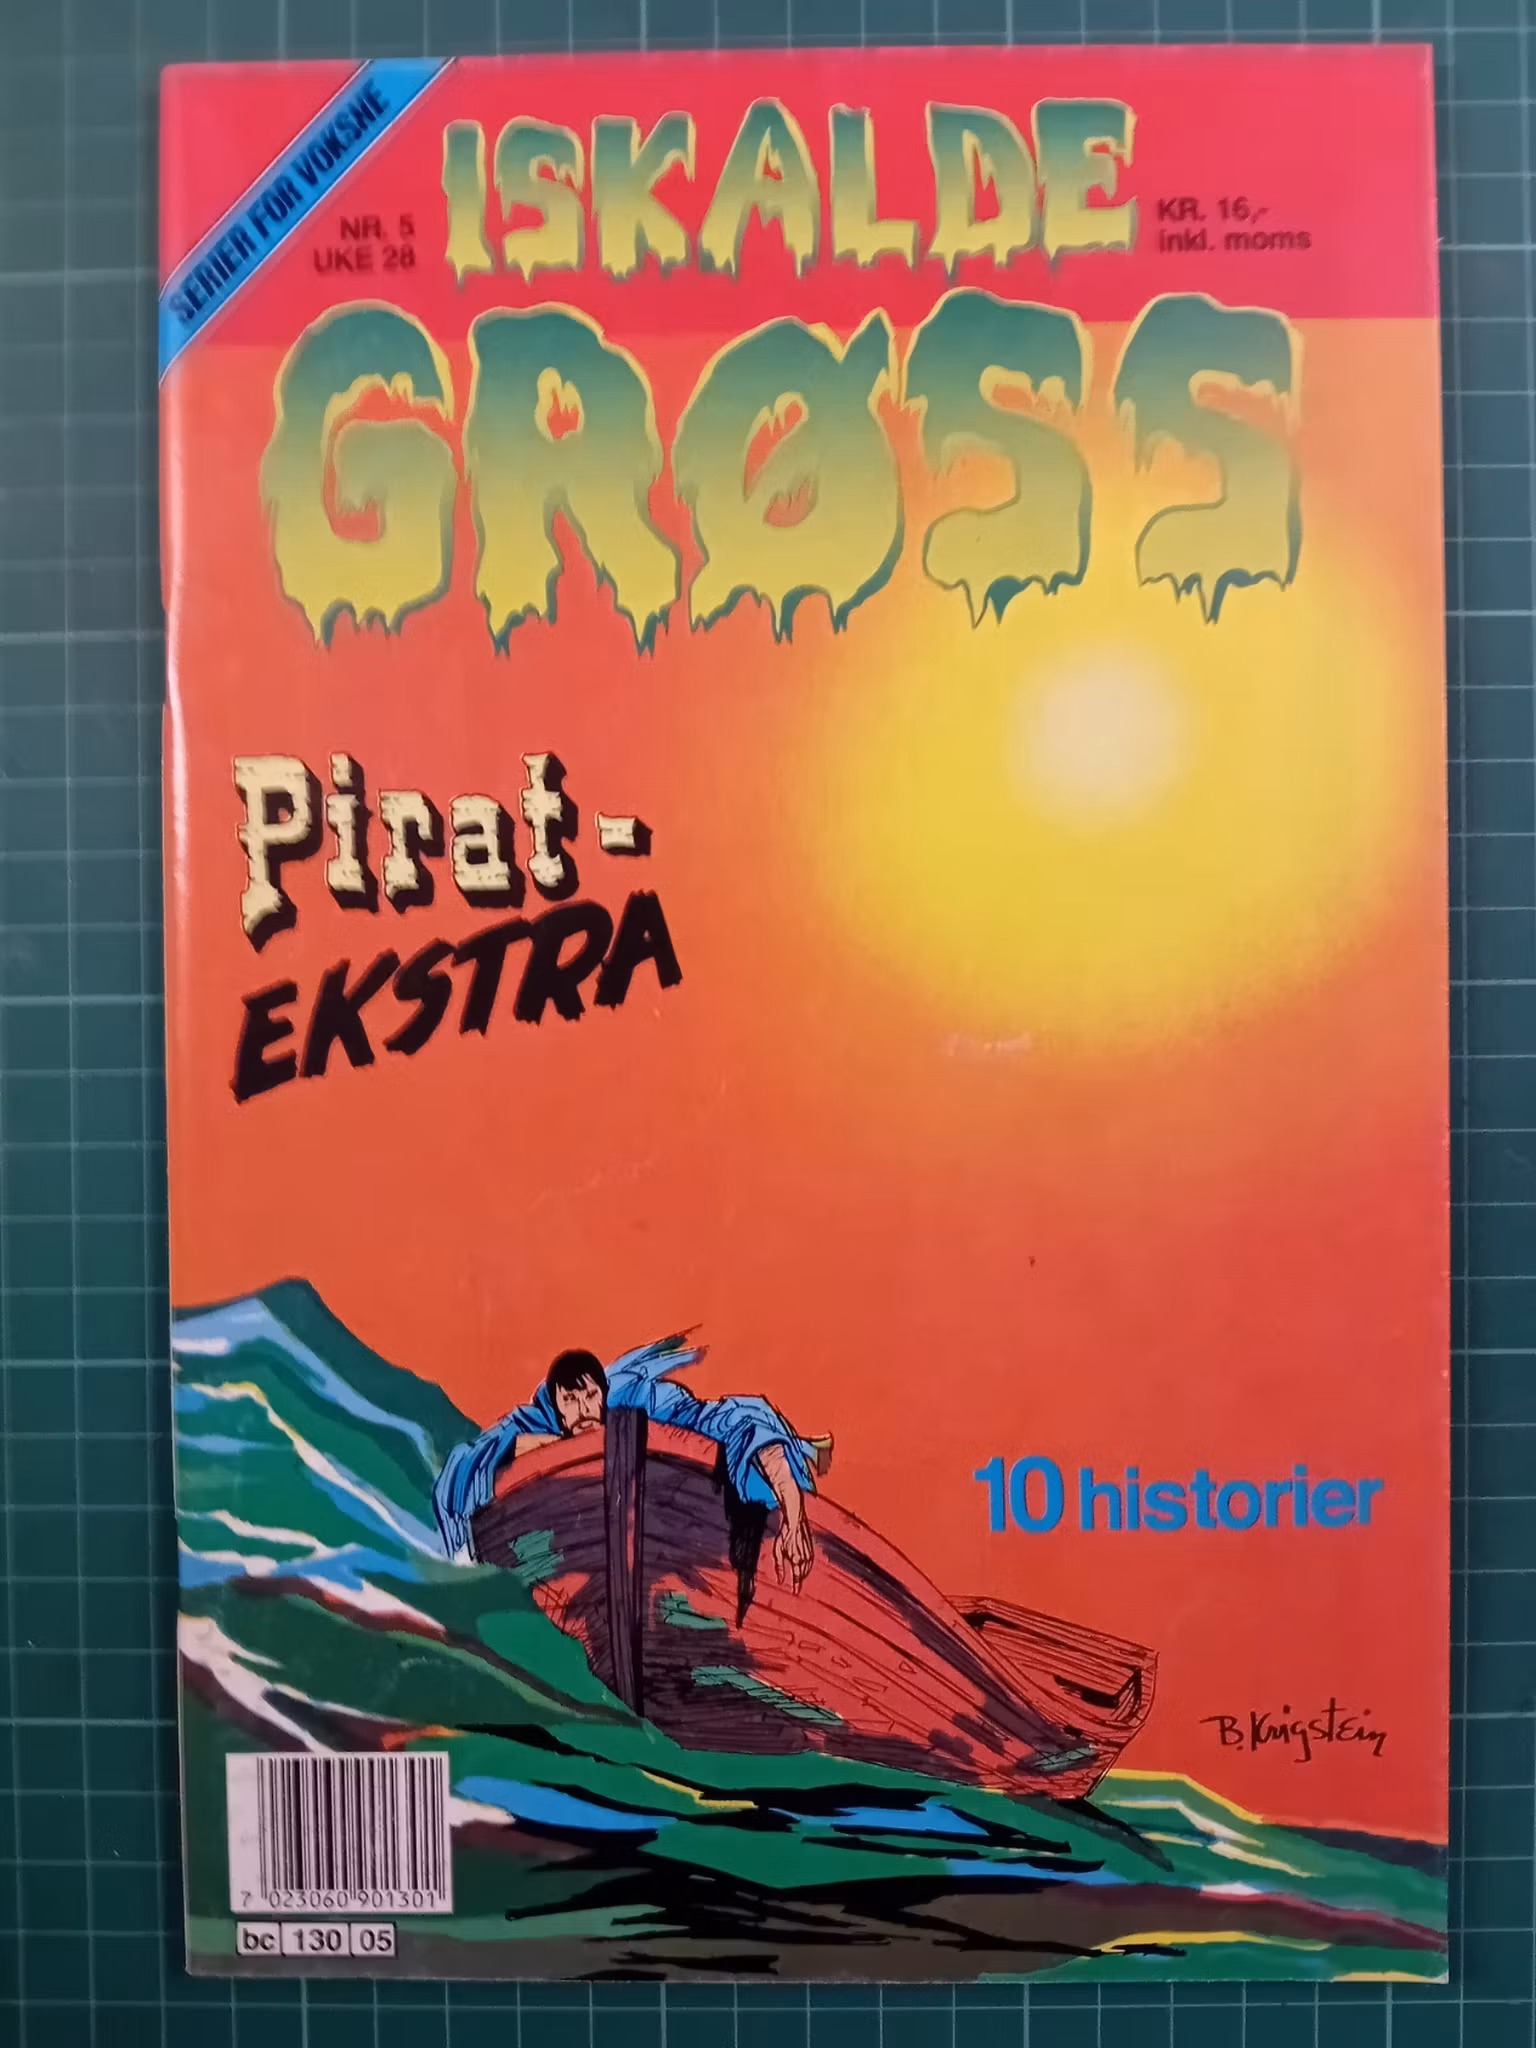 SERIER FOR VOKSNE
NR. 5
UKE 28
ISKALDE
KR. 16,-
inkl. moms
GRØSS
Pirat-
EKSTRA
10 historier
B. Krigstein
7 023060 901301
bc 130 05